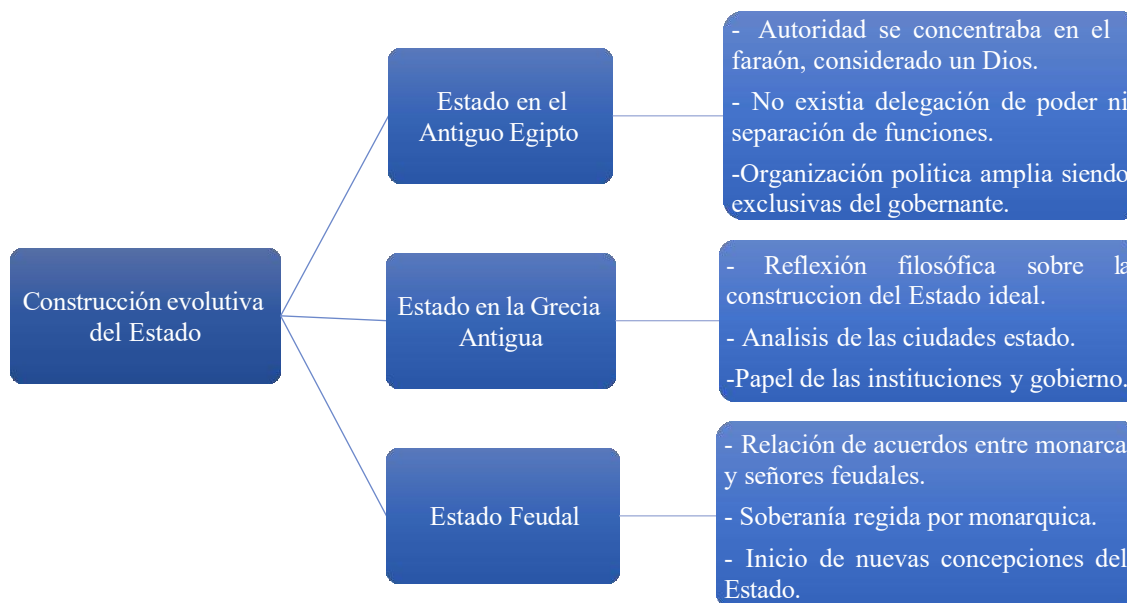 Construcción evolutiva
del Estado
Estado en el
Antiguo Egipto
- Autoridad se concentraba en el
faraón, considerado un Dios.
- No existia delegación de poder ni
separación de funciones.
-Organización politica amplia siendo
exclusivas del gobernante.
Estado en la Grecia
Antigua
- Reflexión filosófica sobre la
construccion del Estado ideal.
- Analisis de las ciudades estado.
-Papel de las instituciones y gobierno.
Estado Feudal
- Relación de acuerdos entre monarca
y señores feudales.
- Soberanía regida por monarquica.
- Inicio de nuevas concepciones del
Estado.